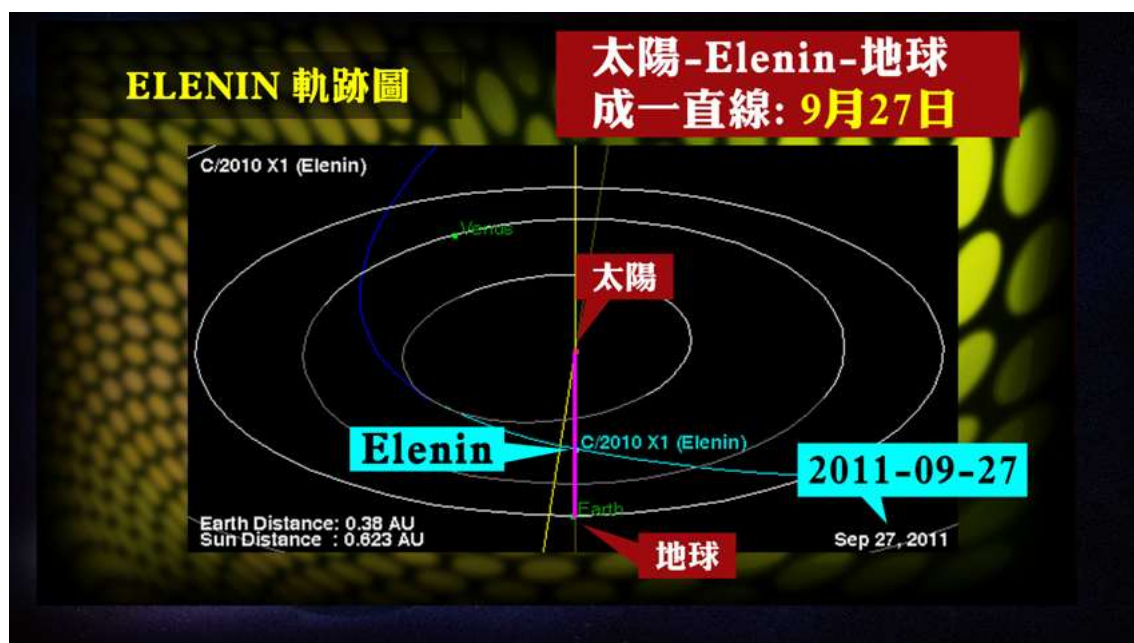 ELENIN 軌跡圖
太陽-Elenin-地球
成一直線: 9月27日
C/2010 X1 (Elenin)
Venus
太陽
Elenin
C/2010 X1 (Elenin)
2011-09-27
Earth
Earth Distance: 0.38 AU
Sun Distance : 0.623 AU
地球
Sep 27, 2011